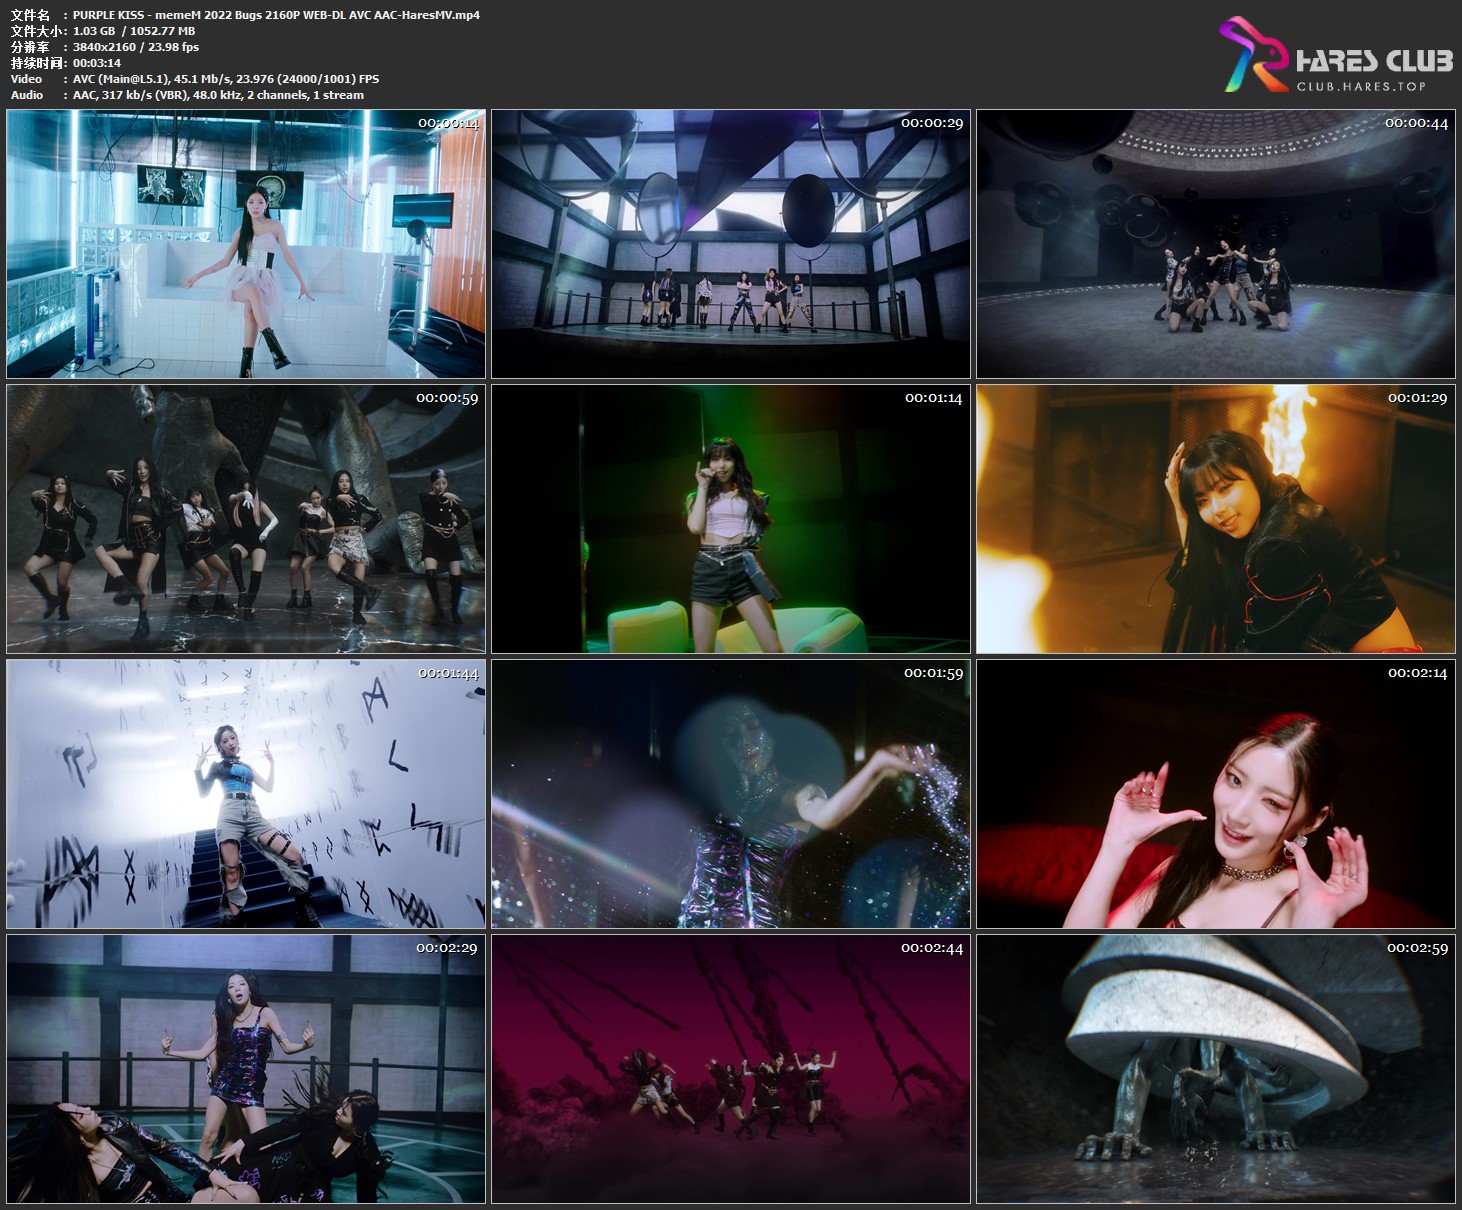 文件名 : PURPLE KISS - memeM 2022 Bugs 2160P WEB-DL AVC AAC-HaresMV.mp4
文件大小: 1.03 GB / 1052.77 MB
分辨率 : 3840x2160 / 23.98 fps
持续时间: 00:03:14
Video : AVC (Main@L5.1), 45.1 Mb/s, 23.976 (24000/1001) FPS
Audio : AAC, 317 kb/s (VBR), 48.0 kHz, 2 channels, 1 stream
HARES CLUB
CLUB.HARES.TOP
00:00:14
00:00:29
00:00:44
00:00:59
00:01:14
00:01:29
00:01:44
00:01:59
00:02:14
00:02:29
00:02:44
00:02:59